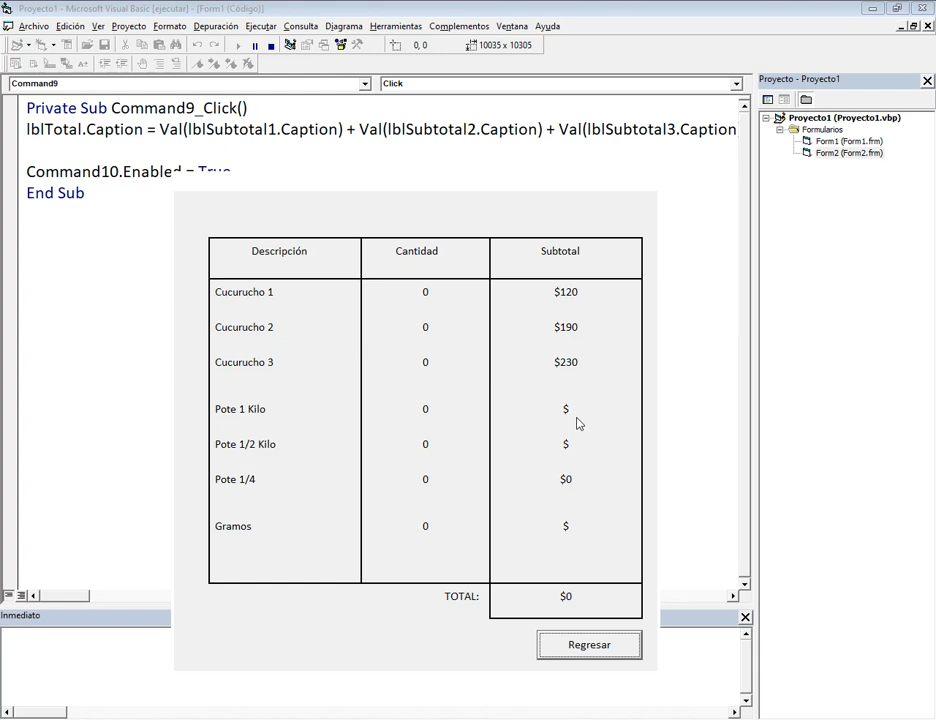 Proyecto1 - Microsoft Visual Basic [ejecutar] - [Form1 (Código)]
Archivo Edición Ver Proyecto Formato Depuración Ejecutar Consulta Diagrama Herramientas Complementos Ventana Ayuda
0, 0 10035 x 10305
Command9 Click
Private Sub Command9_Click()
lblTotal.Caption = Val(lblSubtotal1.Caption) + Val(lblSubtotal2.Caption) + Val(lblSubtotal3.Caption
Command10.Enabled = True
End Sub
Proyecto - Proyecto1
Proyecto1 (Proyecto1.vbp)
Formularios
Form1 (Form1.frm)
Form2 (Form2.frm)
Descripción Cantidad Subtotal
Cucurucho 1 0 $120
Cucurucho 2 0 $190
Cucurucho 3 0 $230
Pote 1 Kilo 0 $
Pote 1/2 Kilo 0 $
Pote 1/4 0 $0
Gramos 0 $
TOTAL: $0
Regresar
Inmediato